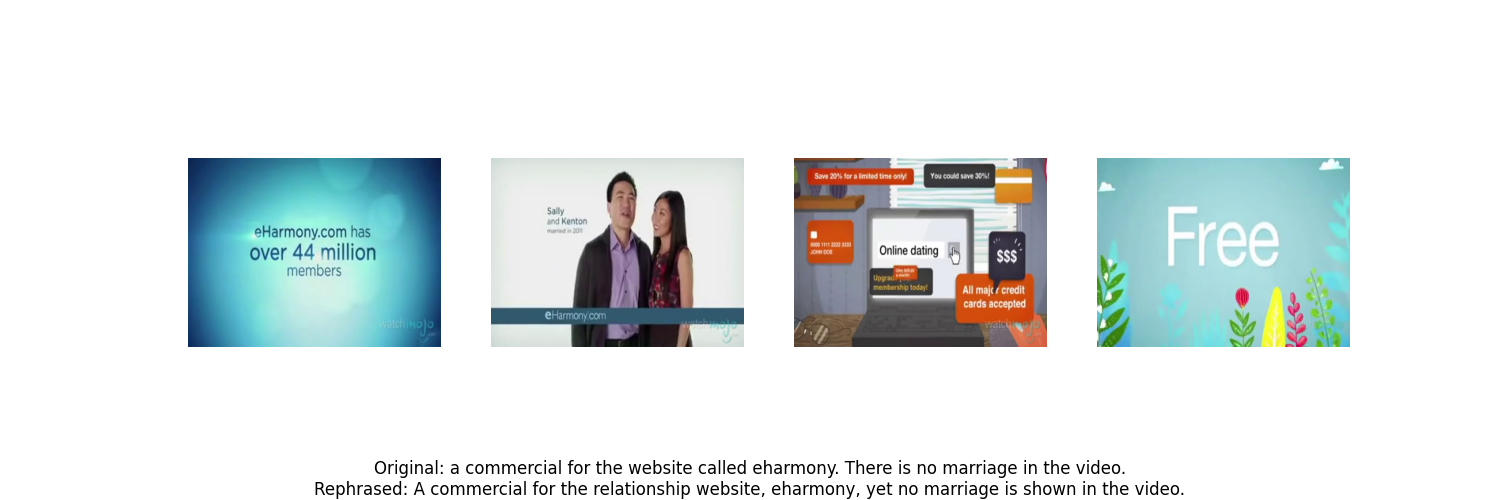 eHarmony.com has
over 44 million
members
watchmojo
Sally
and Kenton
married in 2011
eHarmony.com
watchmojo
Save 20% for a limited time only!
You could save 30%!
0000 1111 2222 3333
JOHN DOE
Online dating
$$$
Upgrade
membership today!
All major credit
cards accepted
watchmojo
Free
Original: a commercial for the website called eharmony. There is no marriage in the video.
Rephrased: A commercial for the relationship website, eharmony, yet no marriage is shown in the video.